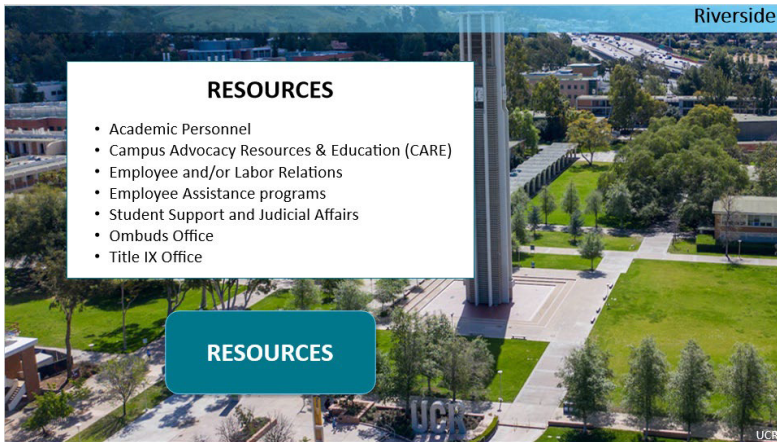 Riverside
RESOURCES
• Academic Personnel
• Campus Advocacy Resources & Education (CARE)
• Employee and/or Labor Relations
• Employee Assistance programs
• Student Support and Judicial Affairs
• Ombuds Office
• Title IX Office
RESOURCES
UCR
UCR